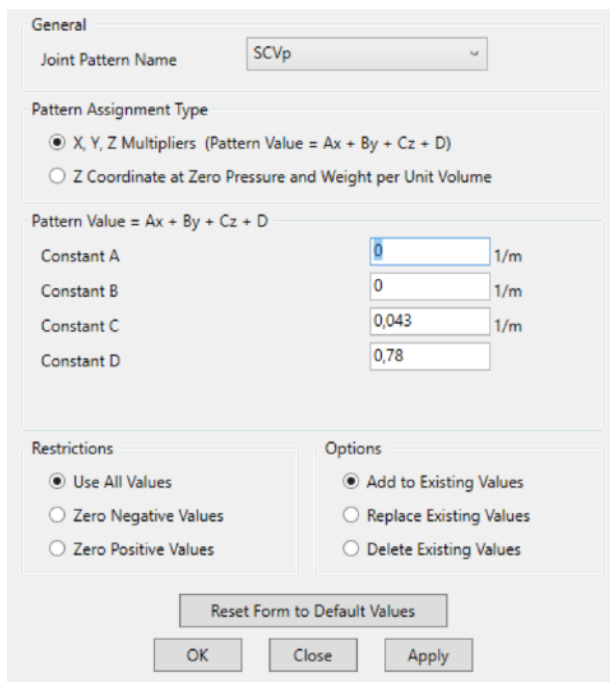 General
Joint Pattern Name SCVp
Pattern Assignment Type
X, Y, Z Multipliers (Pattern Value = Ax + By + Cz + D)
Z Coordinate at Zero Pressure and Weight per Unit Volume
Pattern Value = Ax + By + Cz + D
Constant A 0 1/m
Constant B 0 1/m
Constant C 0,043 1/m
Constant D 0,78
Restrictions Options
Use All Values Add to Existing Values
Zero Negative Values Replace Existing Values
Zero Positive Values Delete Existing Values
Reset Form to Default Values
OK Close Apply